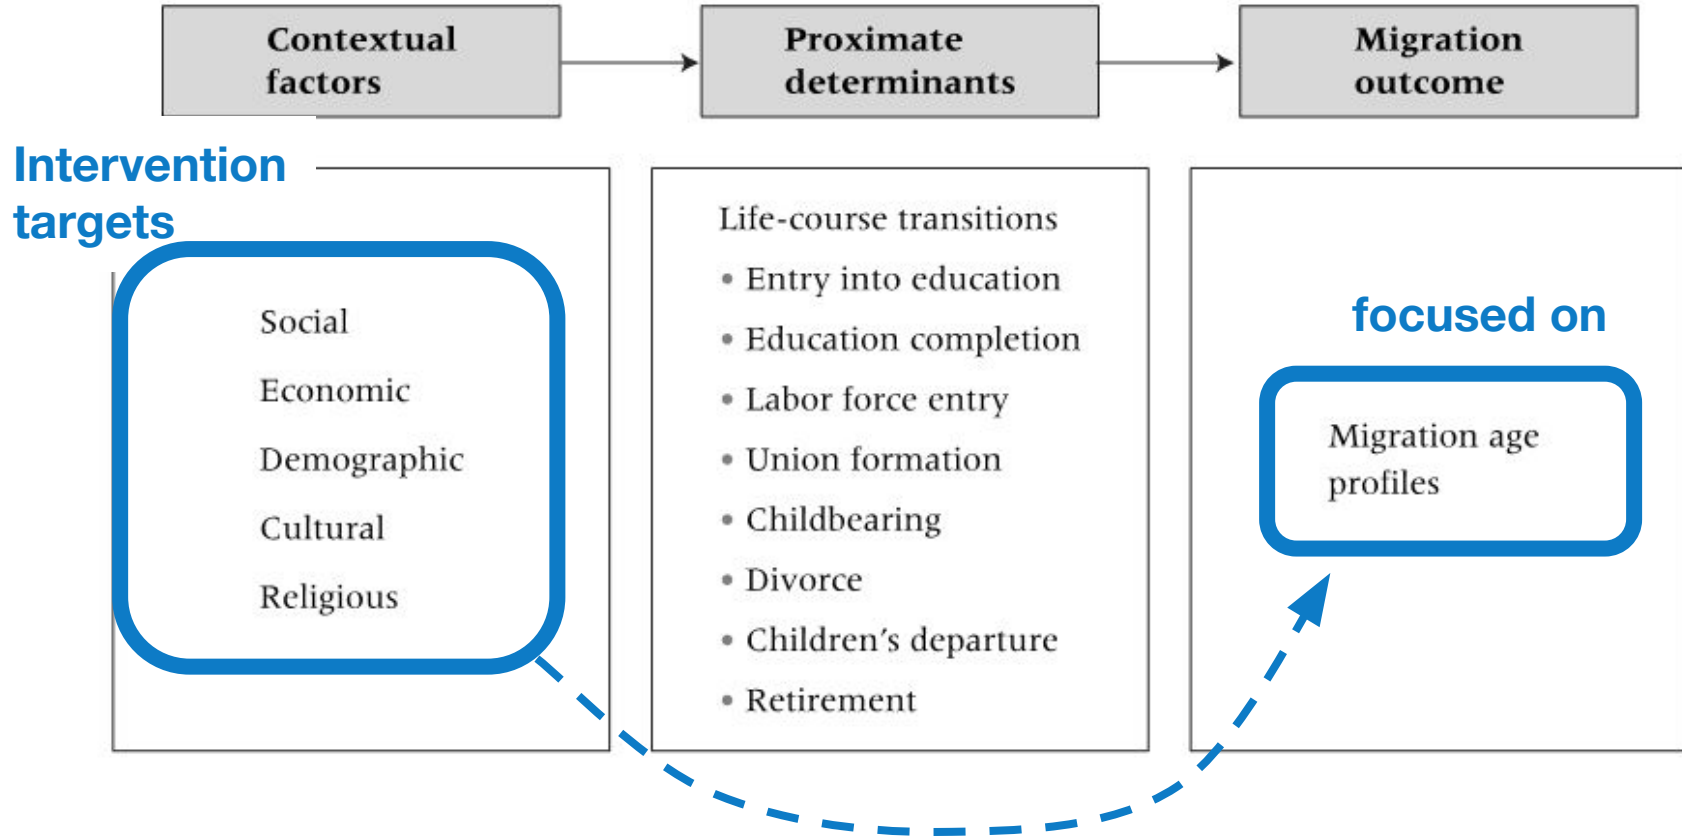 Contextual
factors
Proximate
determinants
Migration
outcome
Intervention
targets
Social
Economic
Demographic
Cultural
Religious
Life-course transitions
• Entry into education
• Education completion
• Labor force entry
• Union formation
• Childbearing
• Divorce
• Children’s departure
• Retirement
focused on
Migration age
profiles